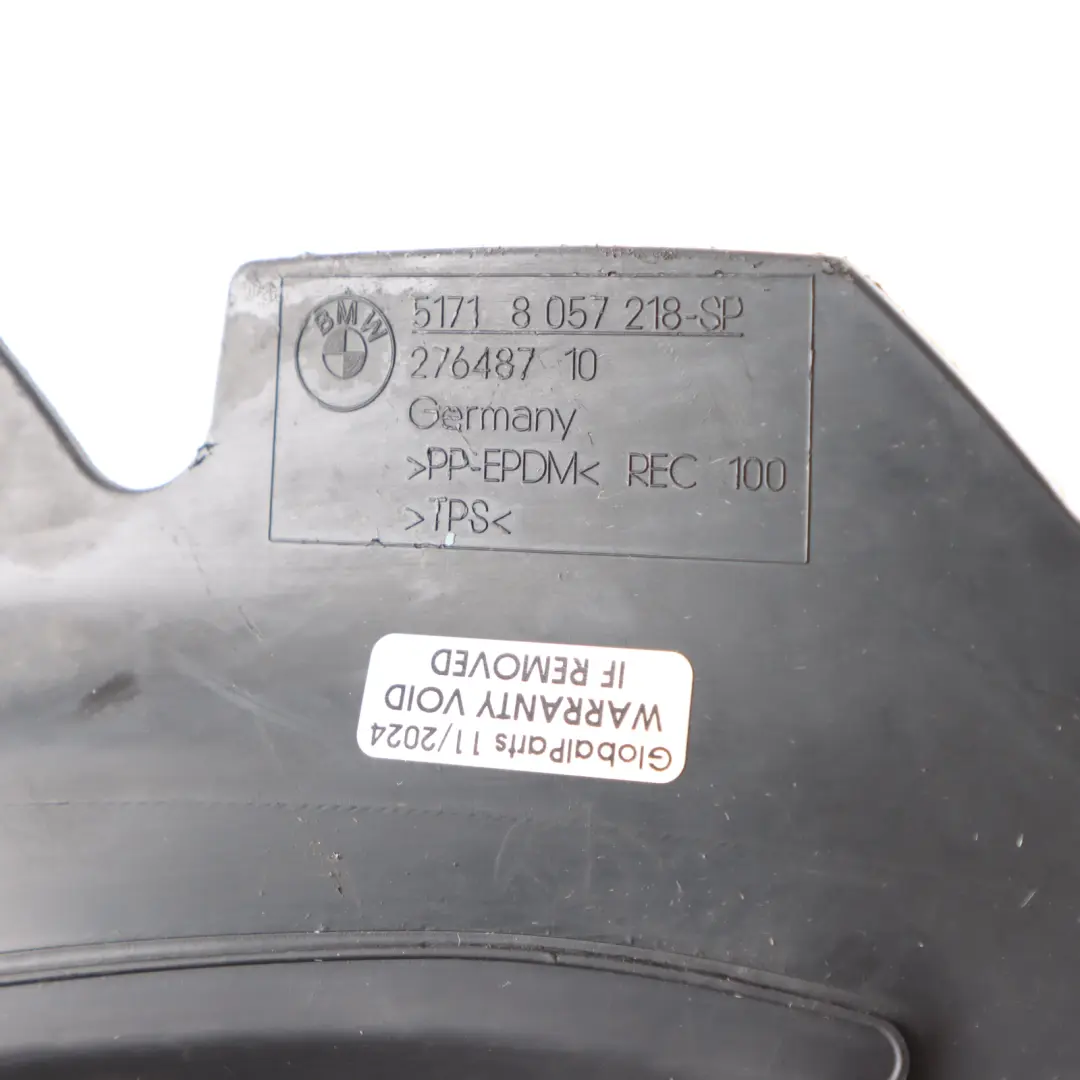 BMW
5171 8 057 218-SP
276487 10
Germany
>PP-EPDM< REC 100
>TPS<
GlobalParts 11/2024
WARRANTY VOID
IF REMOVED